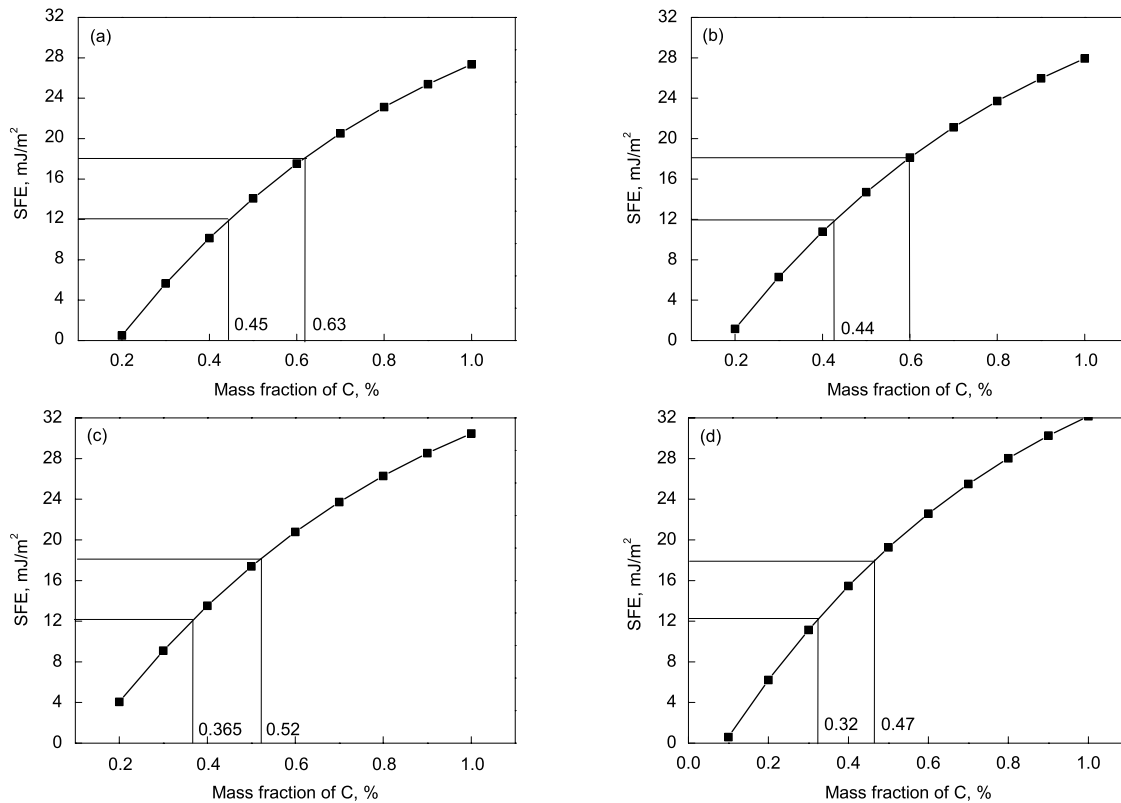 (a)
32
28
24
20
16
12
8
4
0
SFE, mJ/m²
0.45
0.63
0.2 0.4 0.6 0.8 1.0
Mass fraction of C, %
(b)
32
28
24
20
16
12
8
4
0
SFE, mJ/m²
0.44
0.2 0.4 0.6 0.8 1.0
Mass fraction of C, %
(c)
32
28
24
20
16
12
8
4
0
SFE, mJ/m²
0.365
0.52
0.2 0.4 0.6 0.8 1.0
Mass fraction of C, %
(d)
32
28
24
20
16
12
8
4
0
SFE, mJ/m²
0.32
0.47
0.0 0.2 0.4 0.6 0.8 1.0
Mass fraction of C, %